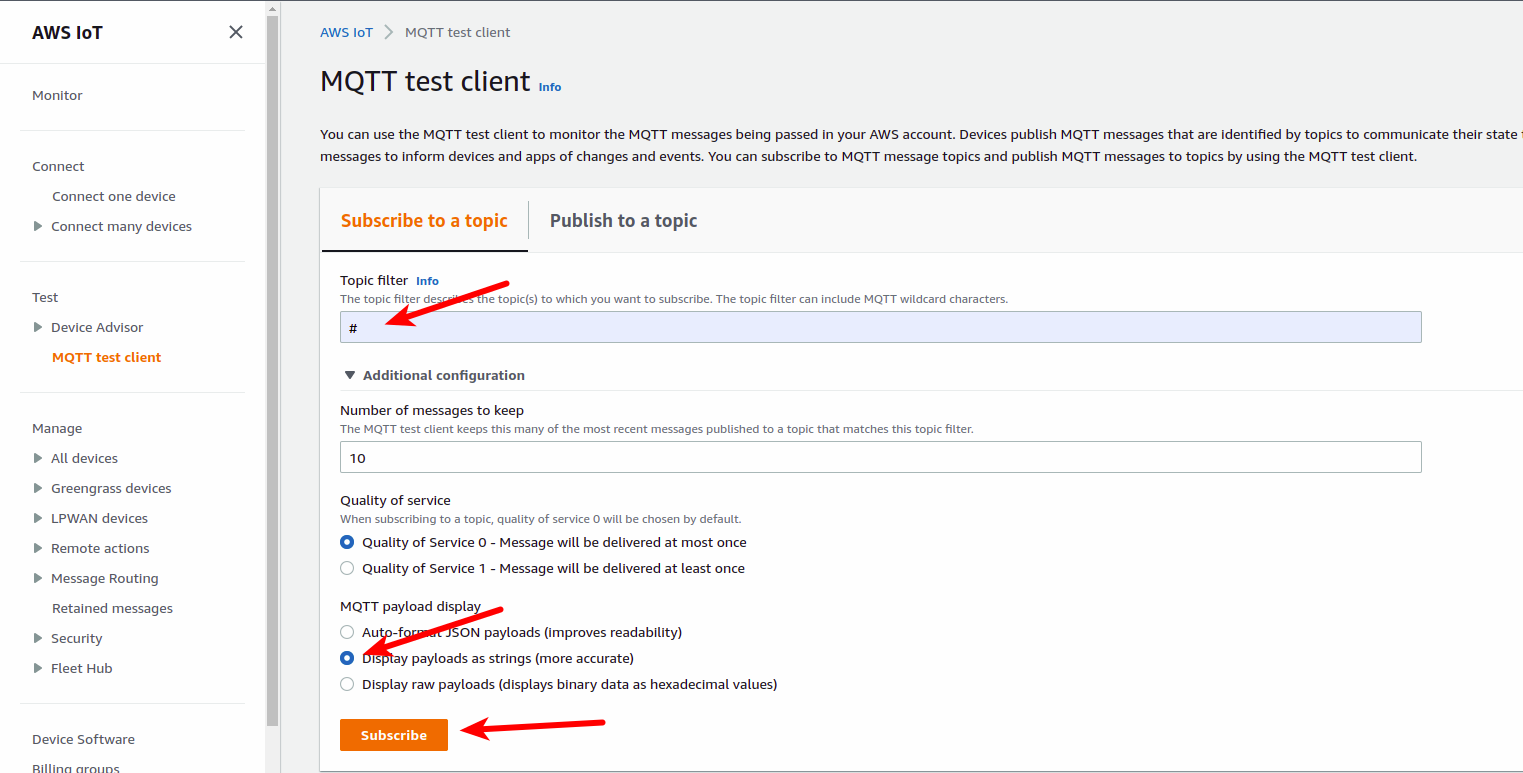 AWS IoT
Monitor
Connect
Connect one device
Connect many devices
Test
Device Advisor
MQTT test client
Manage
All devices
Greengrass devices
LPWAN devices
Remote actions
Message Routing
Retained messages
Security
Fleet Hub
Device Software
Billing groups
AWS IoT > MQTT test client
MQTT test client Info
You can use the MQTT test client to monitor the MQTT messages being passed in your AWS account. Devices publish MQTT messages that are identified by topics to communicate their state
messages to inform devices and apps of changes and events. You can subscribe to MQTT message topics and publish MQTT messages to topics by using the MQTT test client.
Subscribe to a topic Publish to a topic
Topic filter Info
The topic filter describes the topic(s) to which you want to subscribe. The topic filter can include MQTT wildcard characters.
#
Additional configuration
Number of messages to keep
The MQTT test client keeps this many of the most recent messages published to a topic that matches this topic filter.
10
Quality of service
When subscribing to a topic, quality of service 0 will be chosen by default.
Quality of Service 0 - Message will be delivered at most once
Quality of Service 1 - Message will be delivered at least once
MQTT payload display
Auto-format JSON payloads (improves readability)
Display payloads as strings (more accurate)
Display raw payloads (displays binary data as hexadecimal values)
Subscribe